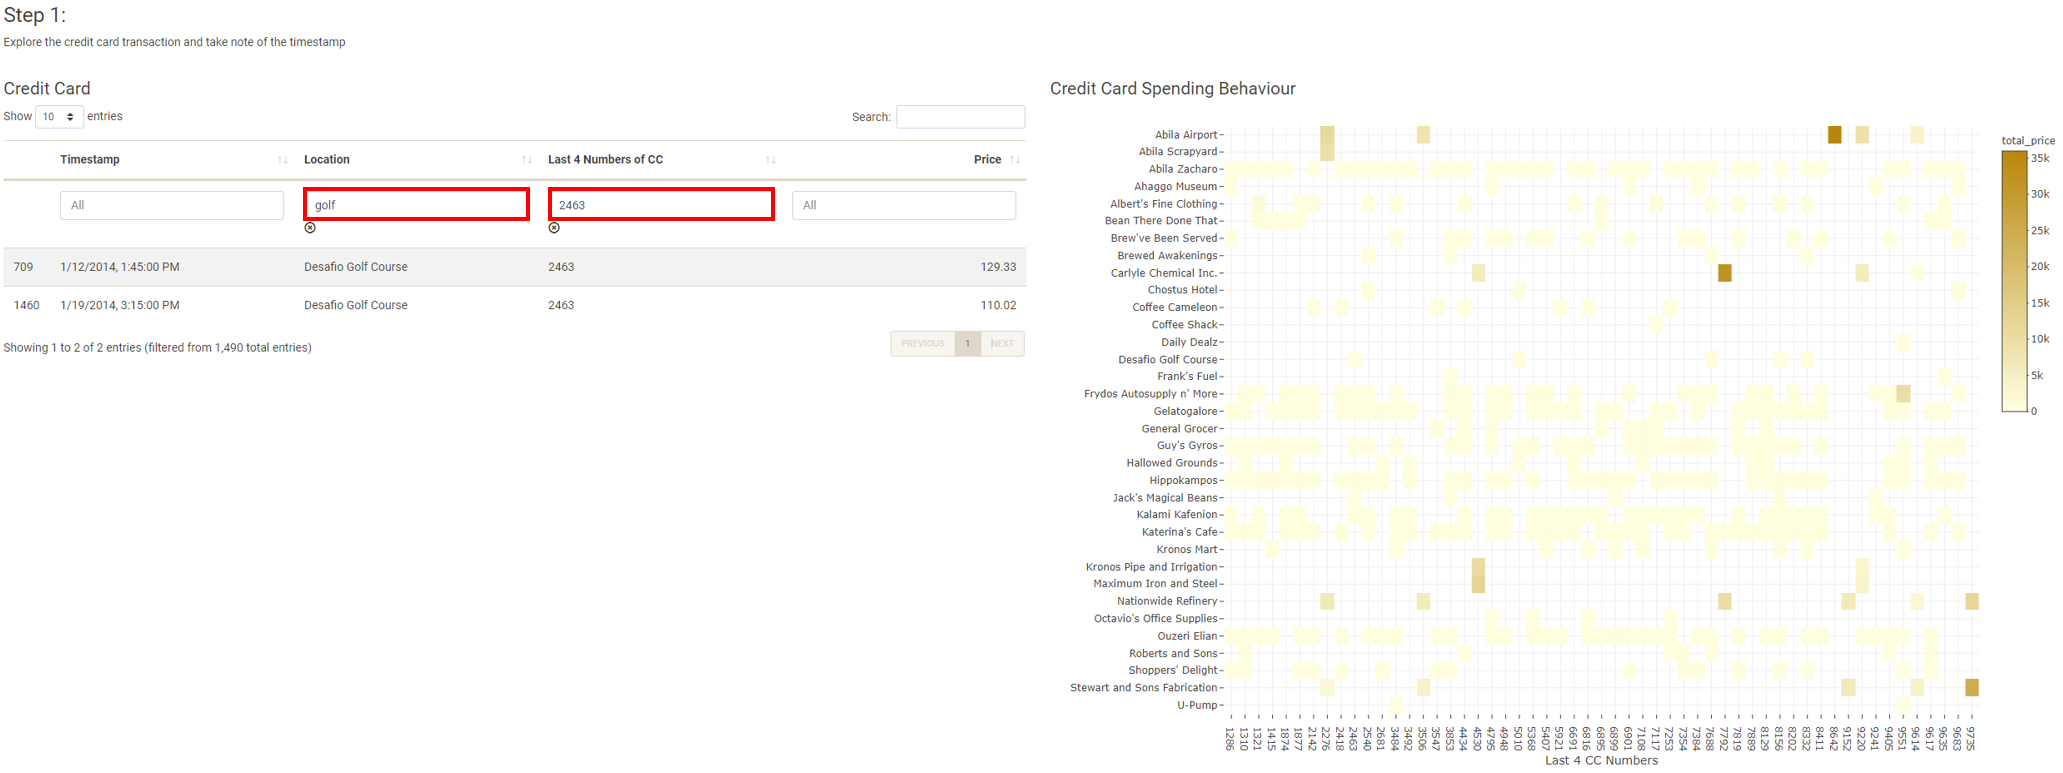 Step 1:
Explore the credit card transaction and take note of the timestamp
Credit Card
Show 10 entries
Search:
Timestamp Location Last 4 Numbers of CC Price
All golf 2463 All
709 1/12/2014, 1:45:00 PM Desafio Golf Course 2463 129.33
1460 1/19/2014, 3:15:00 PM Desafio Golf Course 2463 110.02
Showing 1 to 2 of 2 entries (filtered from 1,490 total entries)
PREVIOUS 1 NEXT
Credit Card Spending Behaviour
Abila Airport
Abila Scrapyard
Abila Zacharo
Ahaggo Museum
Albert's Fine Clothing
Bean There Done That
Brew've Been Served
Brewed Awakenings
Carlyle Chemical Inc.
Chostus Hotel
Coffee Cameleon
Coffee Shack
Daily Dealz
Desafio Golf Course
Frank's Fuel
Frydos Autosupply n' More
Gelatogalore
General Grocer
Guy's Gyros
Hallowed Grounds
Hippokampos
Jack's Magical Beans
Kalami Kafenion
Katerina's Cafe
Kronos Mart
Kronos Pipe and Irrigation
Maximum Iron and Steel
Nationwide Refinery
Octavio's Office Supplies
Ouzeri Elian
Roberts and Sons
Shoppers' Delight
Stewart and Sons Fabrication
U-Pump
1286 1310 1321 1415 1874 1877 2142 2276 2418 2463 2540 2681 3484 3492 3506 3547 3853 4434 4530 4795 4948 5010 5368 5407 5921 6691 6816 6895 6899 6901 7108 7117 7253 7354 7384 7688 7792 7819 7889 8129 8156 8202 8332 8411 8642 9152 9220 9241 9405 9551 9614 9617 9635 9683 9735
Last 4 CC Numbers
total_price
35k
30k
25k
20k
15k
10k
5k
0